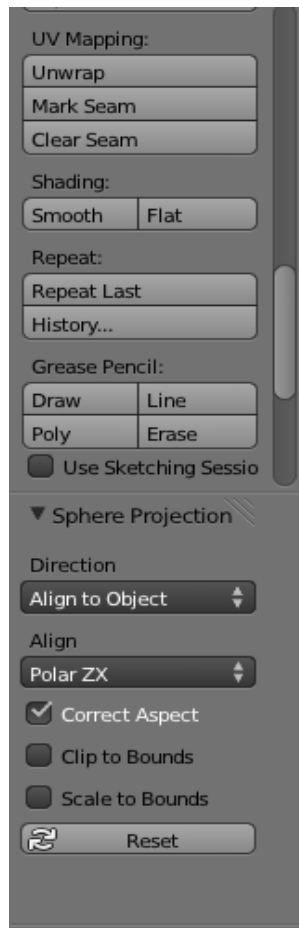 UV Mapping:
Unwrap
Mark Seam
Clear Seam
Shading:
Smooth Flat
Repeat:
Repeat Last
History...
Grease Pencil:
Draw Line
Poly Erase
Use Sketching Sessio
Sphere Projection
Direction
Align to Object
Align
Polar ZX
Correct Aspect
Clip to Bounds
Scale to Bounds
Reset